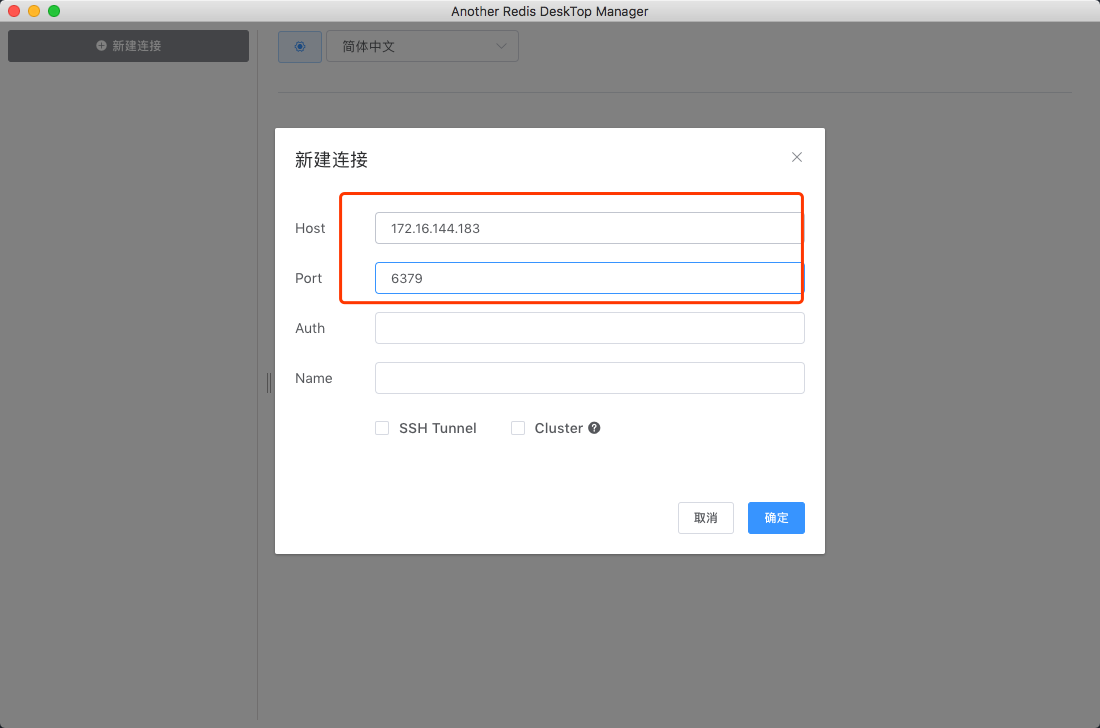 Another Redis DeskTop Manager
新建连接
简体中文
新建连接
Host
172.16.144.183
Port
6379
Auth
Name
SSH Tunnel
Cluster ?
取消
确定